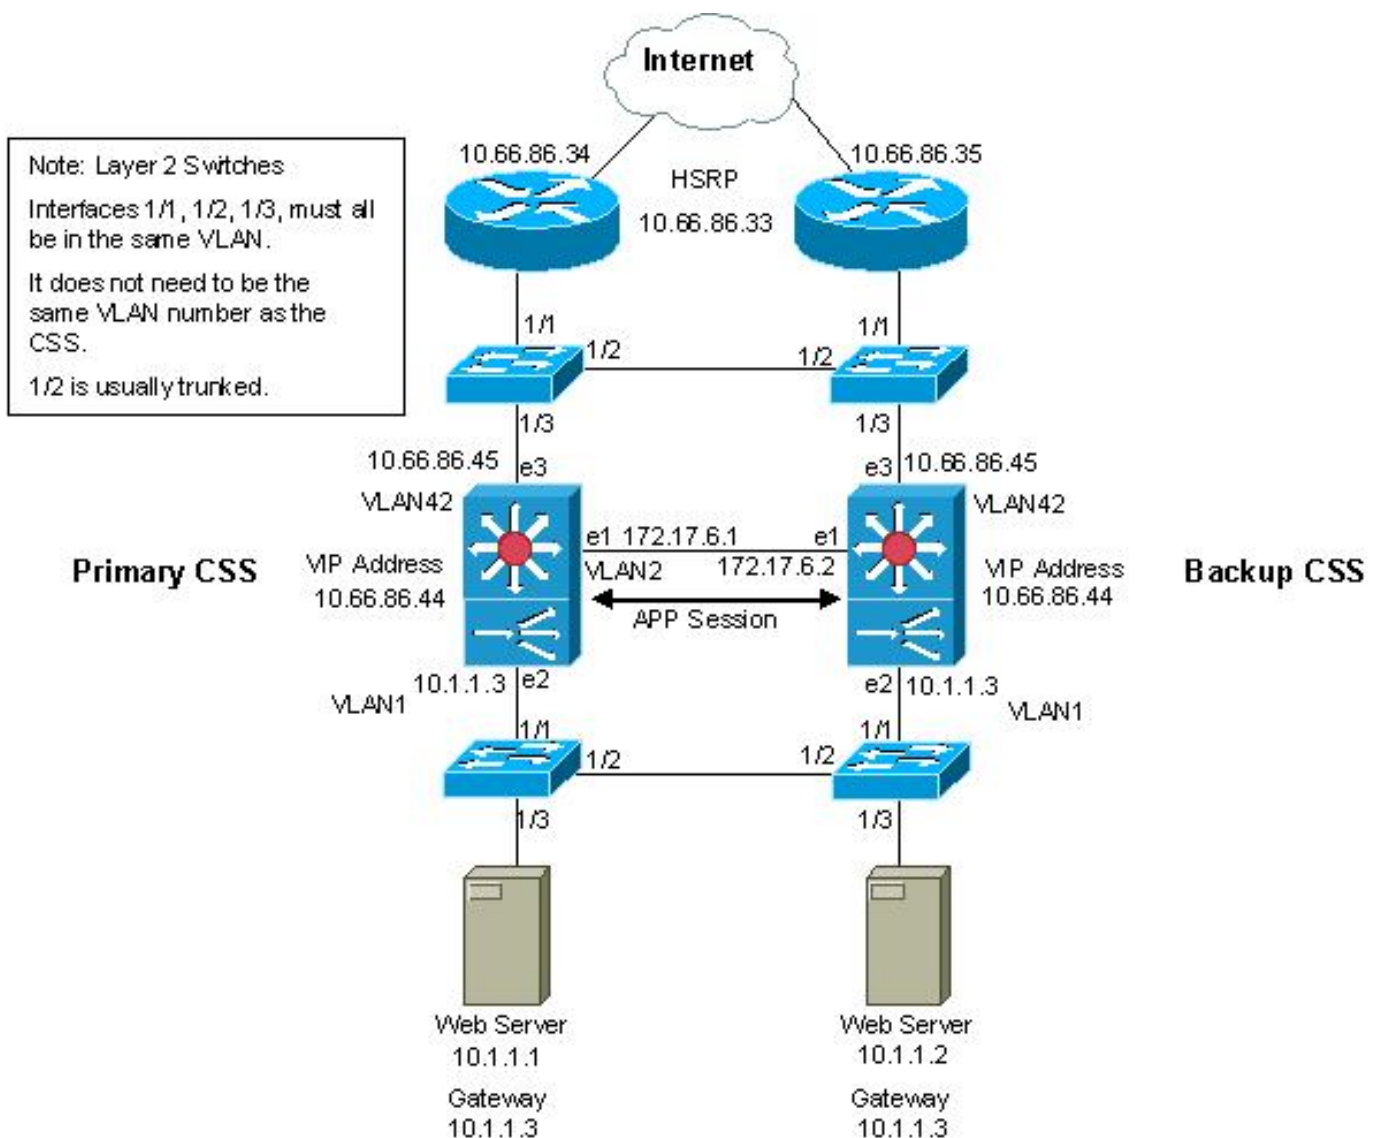 Internet
Note: Layer 2 Switches
Interfaces 1/1, 1/2, 1/3, must all
be in the same VLAN.
It does not need to be the
same VLAN number as the
CSS.
1/2 is usually trunked.
10.66.86.34
10.66.86.35
HSRP
10.66.86.33
1/1
1/1
1/2
1/2
1/3
1/3
10.66.86.45
e3
e3
10.66.86.45
VLAN42
VLAN42
e1
172.17.6.1
e1
VLAN2
172.17.6.2
Primary CSS
VIP Address
10.66.86.44
APP Session
VIP Address
10.66.86.44
Backup CSS
10.1.1.3
e2
e2
10.1.1.3
VLAN1
VLAN1
1/1
1/1
1/2
1/2
1/3
1/3
Web Server
10.1.1.1
Gateway
10.1.1.3
Web Server
10.1.1.2
Gateway
10.1.1.3